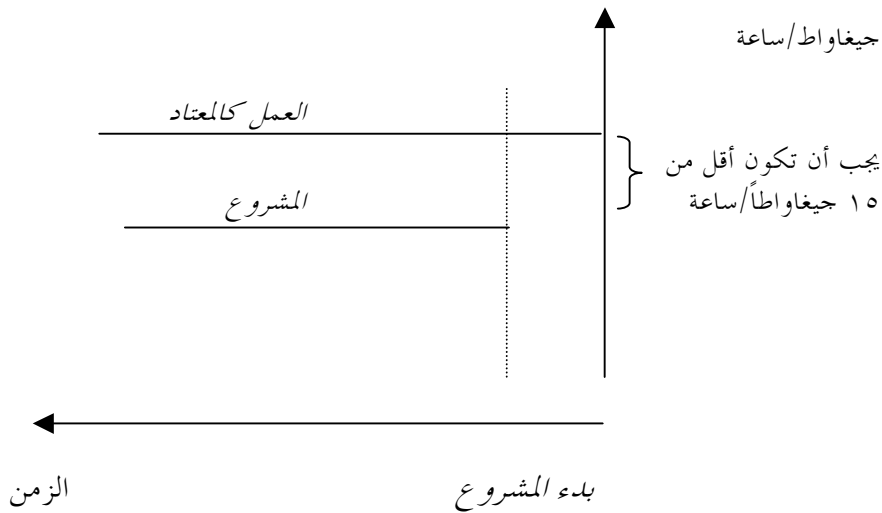 جيغاواط/ساعة
العمل كالمعتاد
يجب أن تكون أقل من
١٥ جيغاواطاً/ساعة
المشروع
بدء المشروع
الزمن